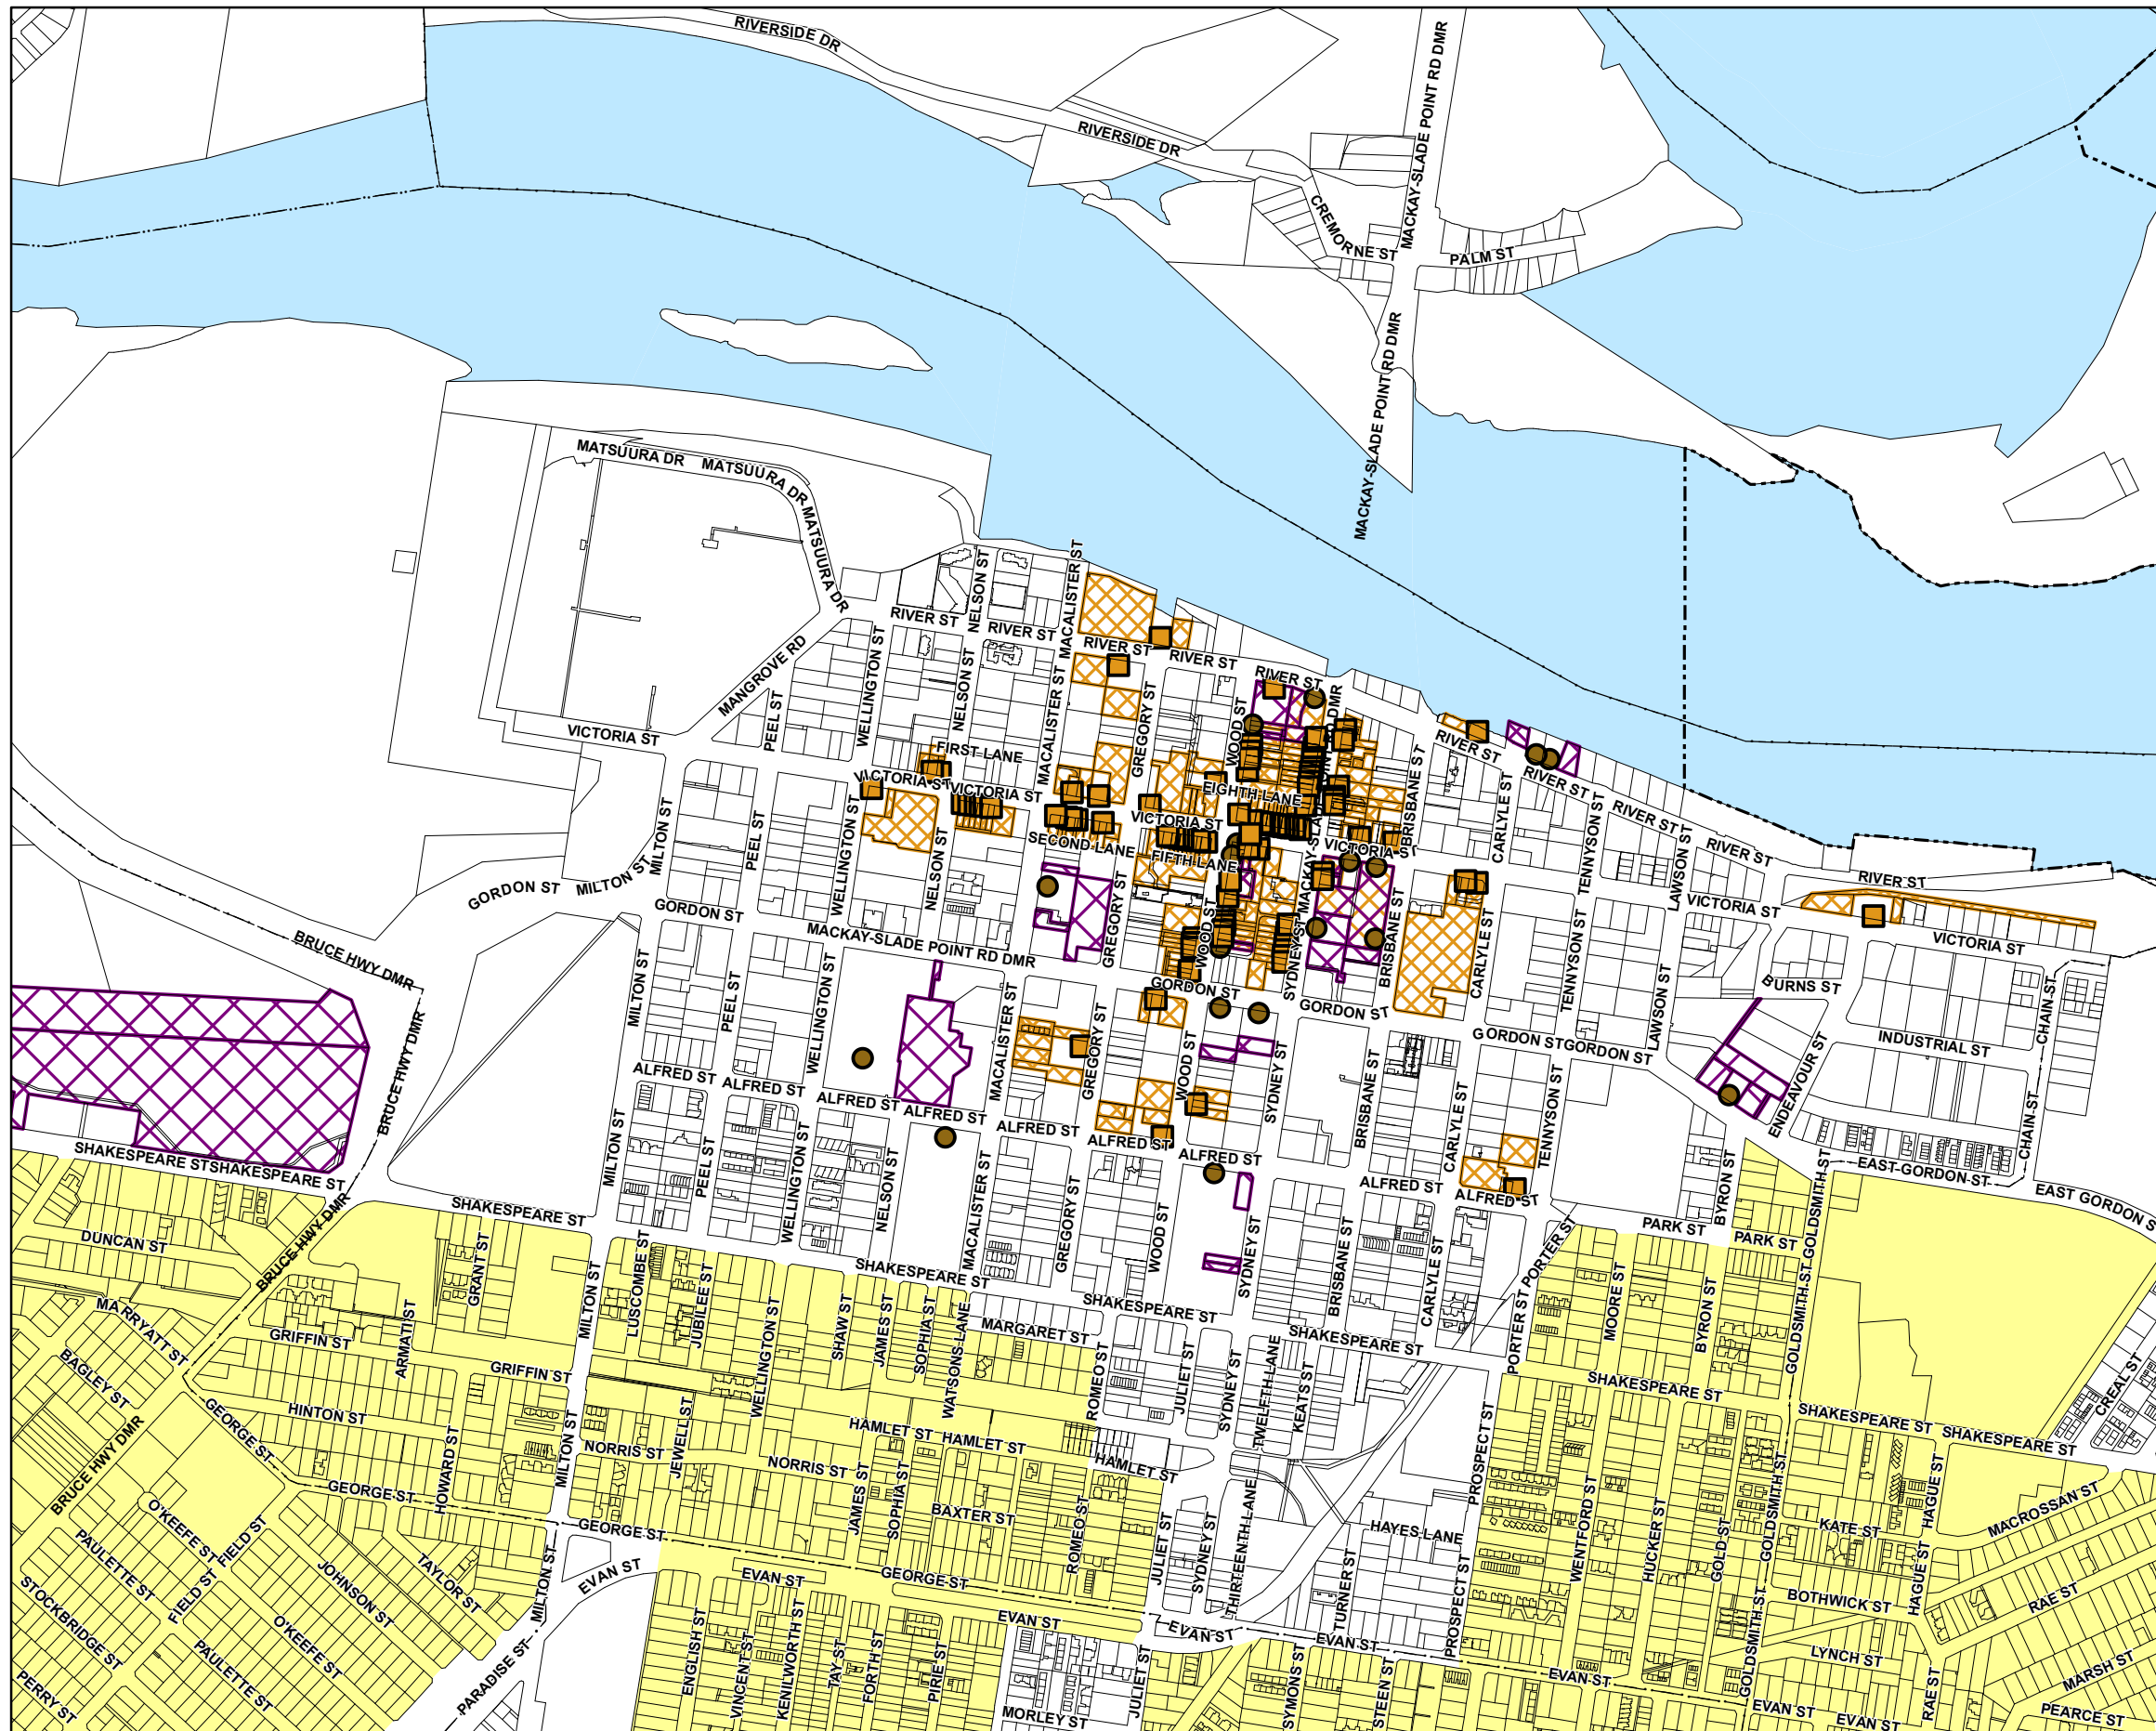 RIVERSIDE DR
MACKAY-SLADE POINT RD DMR
RIVERSIDE DR
CREMORNE ST
PALM ST
MACKAY-SLADE POINT RD DMR
MATSUURA DR
MATSUURA DR
MATSUURA DR
NELSON ST
MACALISTER ST
RIVER ST
RIVER ST
RIVER ST
RIVER ST
RIVER ST
MANGROVE RD
WELLINGTON ST
NELSON ST
MACALISTER ST
GREGORY ST
WOOD ST
PEEL ST
VICTORIA ST
FIRST LANE
VICTORIA ST
VICTORIA ST
EIGHTH LANE
BRISBANE ST
RIVER ST
RIVER ST
RIVER ST
RIVER ST
RIVER ST
CARLYLE ST
TENNYSON ST
LAWSON ST
MILTON ST
PEEL ST
WELLINGTON ST
NELSON ST
SECOND LANE
VICTORIA ST
FIFTH LANE
VICTORIA ST
GORDON ST
MILTON ST
GORDON ST
MACKAY-SLADE POINT RD DMR
GREGORY ST
WOOD ST
SYDNEY ST
BRISBANE ST
CARLYLE ST
TENNYSON ST
LAWSON ST
VICTORIA ST
VICTORIA ST
BRUCE HWY DMR
BRUCE HWY DMR
MILTON ST
PEEL ST
WELLINGTON ST
MACALISTER ST
GREGORY ST
GORDON ST
GORDON ST
GORDON ST
GORDON ST
BURNS ST
INDUSTRIAL ST
CHAIN ST
CHAIN ST
ENDEAVOUR ST
ALFRED ST
ALFRED ST
ALFRED ST
ALFRED ST
ALFRED ST
ALFRED ST
ALFRED ST
ALFRED ST
ALFRED ST
WOOD ST
SYDNEY ST
BRISBANE ST
CARLYLE ST
TENNYSON ST
SHAKESPEARE ST
SHAKESPEARE ST
SHAKESPEARE ST
MILTON ST
PEEL ST
WELLINGTON ST
NELSON ST
MACALISTER ST
GREGORY ST
WOOD ST
SYDNEY ST
BRISBANE ST
CARLYLE ST
PORTER ST
PORTER ST
PARK ST
PARK ST
BYRON ST
GOLDSMITH ST
EAST GORDON ST
EAST GORDON S
DUNCAN ST
BRUCE HWY DMR
GRANT ST
MILTON ST
LUSCOMBE ST
JUBILEE ST
WELLINGTON ST
SHAW ST
JAMES ST
SOPHIA ST
WATSONS LANE
SHAKESPEARE ST
SHAKESPEARE ST
SHAKESPEARE ST
MARGARET ST
MOORE ST
BYRON ST
GOLDSMITH ST
SHAKESPEARE ST
SHAKESPEARE ST
SHAKESPEARE ST
CREAL ST
MARRYATT ST
GRIFFIN ST
ARMATI ST
GRIFFIN ST
BAGLEY ST
GEORGE ST
HINTON ST
HOWARD ST
MILTON ST
NORRIS ST
JEWELL ST
NORRIS ST
HAMLET ST
HAMLET ST
HAMLET ST
ROMEO ST
JULIET ST
SYDNEY ST
TWELFTH LANE
KEATS ST
PROSPECT ST
BRUCE HWY DMR
GEORGE ST
JAMES ST
SOPHIA ST
BAXTER ST
ROMEO ST
JULIET ST
SYDNEY ST
THIRTEENTH LANE
HAYES LANE
WENTFORD ST
HUCKER ST
GOLD ST
GOLDSMITH ST
KATE ST
HAGUE ST
MACROSSAN ST
O'KEEFE ST
FIELD ST
PAULETTE ST
FIELD ST
JOHNSON ST
TAYLOR ST
MILTON ST
GEORGE ST
EVAN ST
EVAN ST
GEORGE ST
EVAN ST
EVAN ST
EVAN ST
TURNER ST
PROSPECT ST
BOTHWICK ST
HAGUE ST
RAE ST
STOCKBRIDGE ST
O'KEEFE ST
PAULETTE ST
PERRY ST
PARADISE ST
ENGLISH ST
VINCENT ST
KENILWORTH ST
TAY ST
FORTH ST
PIRIE ST
MORLEY ST
JULIET ST
SYMONS ST
STEEN ST
EVAN ST
GOLDSMITH ST
LYNCH ST
MARSH ST
EVAN ST
EVAN ST
RAE ST
PEARCE ST